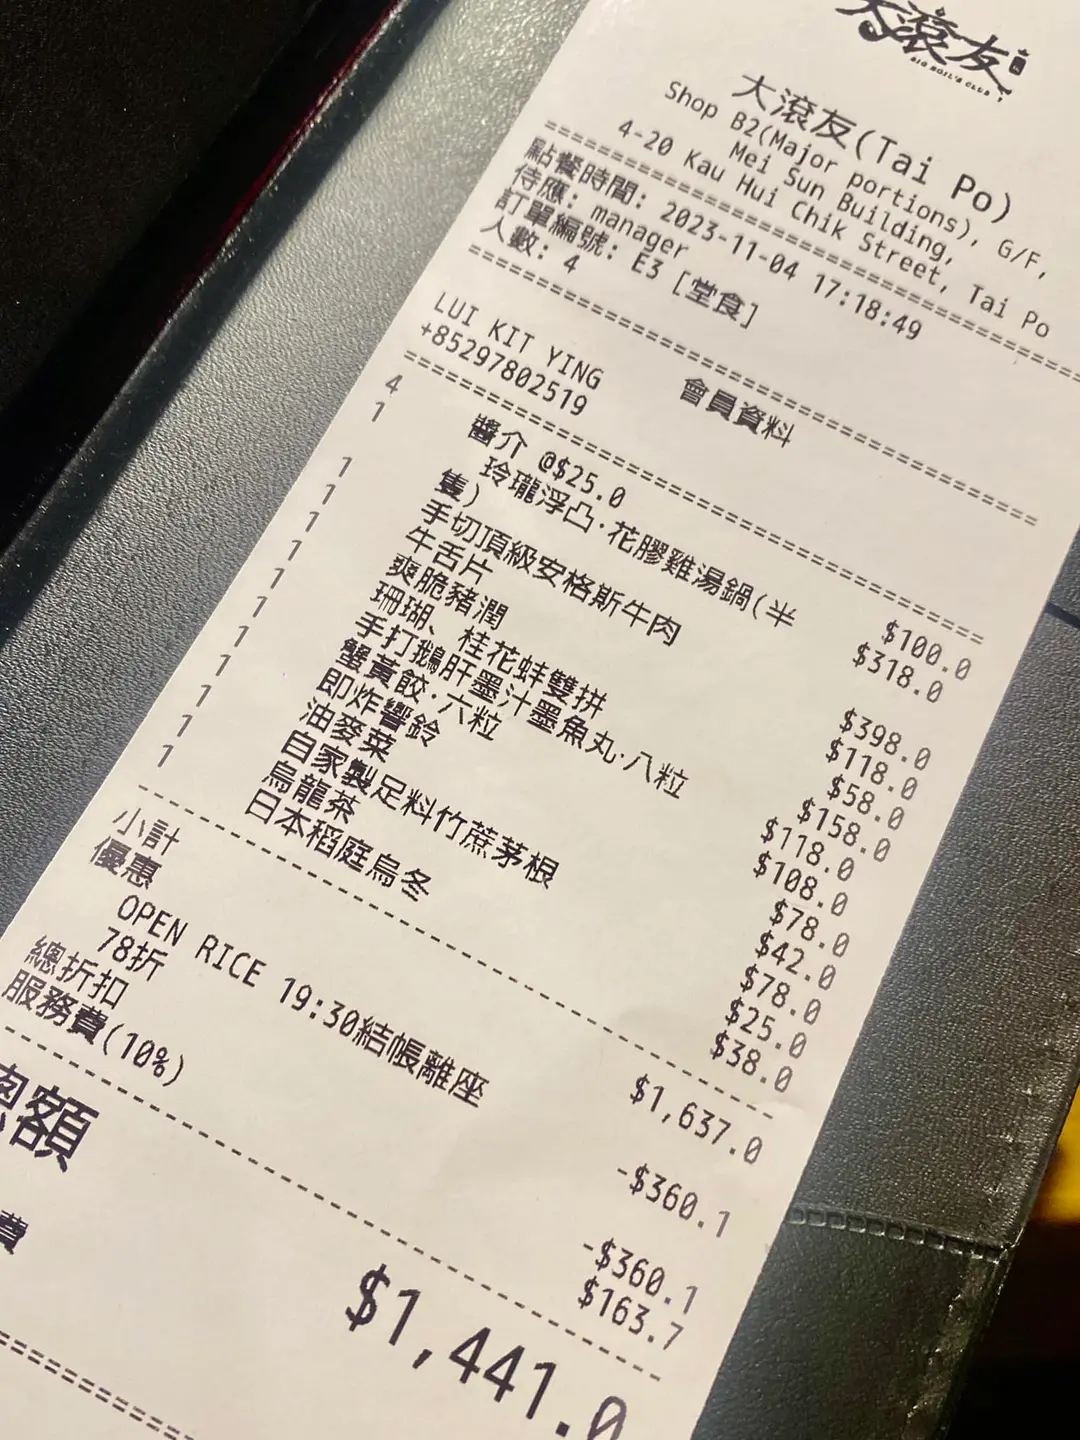 大滾友
BIG BOIL'S CLUB
大滾友(Tai Po)
Shop B2(Major portions), G/F,
Mei Sun Building,
4-20 Kau Hui Chik Street, Tai Po
點餐時間: 2023-11-04 17:18:49
侍應: manager
訂單編號: E3 [堂食]
人數: 4
會員資料
LUI KIT YING
+85297802519
4 醬介 @$25.0 $100.0
1 玲瓏浮凸·花膠雞湯鍋(半隻) $318.0
1 手切頂級安格斯牛肉 $398.0
1 牛舌片 $118.0
1 爽脆豬潤 $58.0
1 珊瑚、桂花蚌雙拼 $158.0
1 手打鵝肝墨汁墨魚丸·八粒 $118.0
1 蟹黃餃·六粒 $108.0
1 即炸響鈴 $78.0
1 油麥菜 $42.0
1 自家製足料竹蔗茅根 $78.0
1 烏龍茶 $25.0
1 日本稻庭烏冬 $38.0
小計 $1,637.0
優惠
OPEN RICE 19:30結帳離座
78折 -$360.1
總折扣 -$360.1
服務費(10%) $163.7
總額 $1,441.0
費